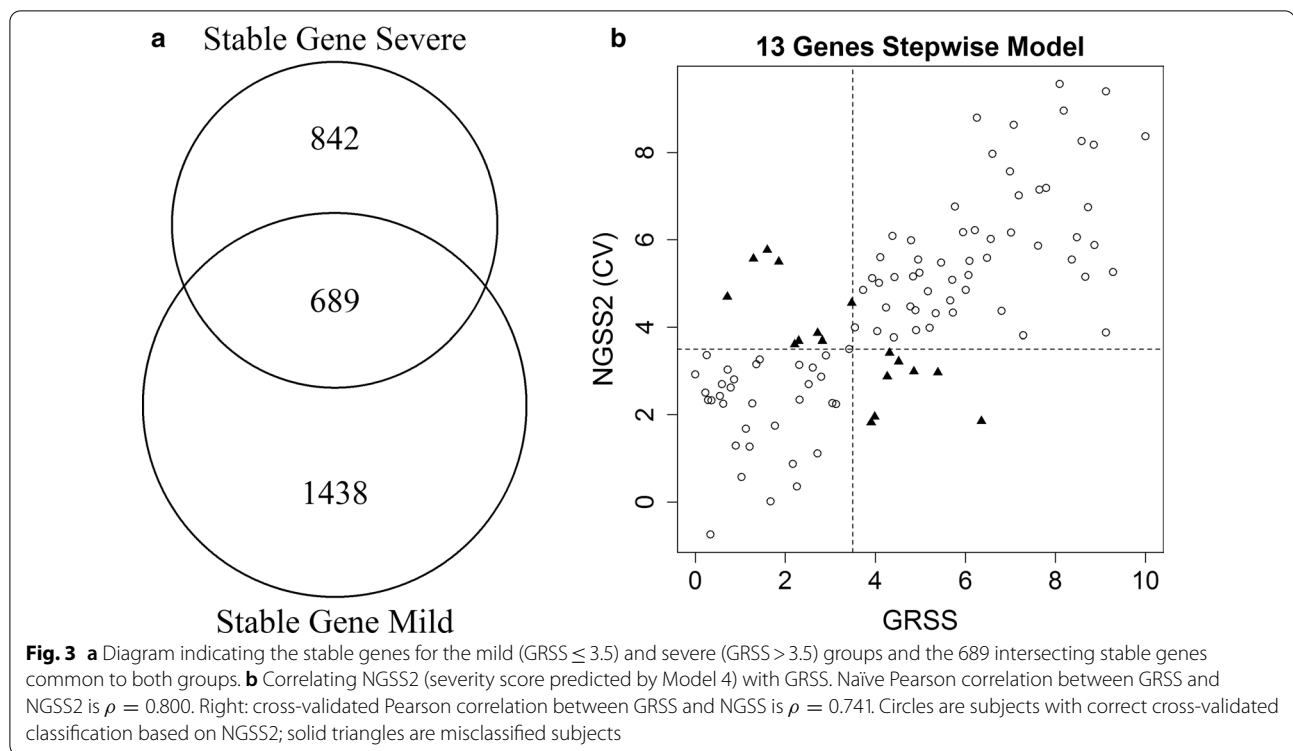 a
Stable Gene Severe
842
689
1438
Stable Gene Mild
b
13 Genes Stepwise Model
NGSS2 (CV)
8
6
4
2
0
0 2 4 6 8 10
GRSS
Fig. 3 a Diagram indicating the stable genes for the mild (GRSS ≤ 3.5) and severe (GRSS > 3.5) groups and the 689 intersecting stable genes
common to both groups. b Correlating NGSS2 (severity score predicted by Model 4) with GRSS. Naïve Pearson correlation between GRSS and
NGSS2 is ρ = 0.800. Right: cross-validated Pearson correlation between GRSS and NGSS is ρ = 0.741. Circles are subjects with correct cross-validated
classification based on NGSS2; solid triangles are misclassified subjects